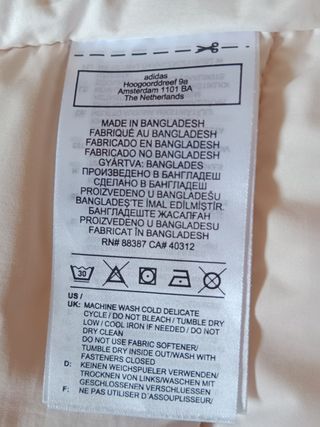 adidas
Hoogoorddreef 9a
Amsterdam 1101 BA
The Netherlands
MADE IN BANGLADESH
FABRIQUÉ AU BANGLADESH
FABRICADO EN BANGLADESH
FABRICADO NO BANGLADESH
GYÁRTVA: BANGLADES
ПРОИЗВЕДЕНО В БАНГЛАДЕШ
СДЕЛАНО В БАНГЛАДЕШ
PROIZVEDENO U BANGLADEŠU
BANGLADEŞ'TE İMAL EDİLMİŞTİR
БАНГЛАДЕШТЕ ЖАСАЛҒАН
PROIZVEDENO U BANGLADEŠU
FABRICAT ÎN BANGLADESH
RN# 88387 CA# 40312
30
US /
UK: MACHINE WASH COLD DELICATE
CYCLE / DO NOT BLEACH / TUMBLE DRY
LOW / COOL IRON IF NEEDED / DO NOT
DRY CLEAN
DO NOT USE FABRIC SOFTENER/
TUMBLE DRY INSIDE OUT/WASH WITH
FASTENERS CLOSED
D: KEINEN WEICHSPUELER VERWENDEN/
TROCKNEN VON LINKS/WASCHEN MIT
GESCHLOSSENEN VERSCHLUESSEN
F: NE PAS UTILISER D'ASSOUPLISSEUR/